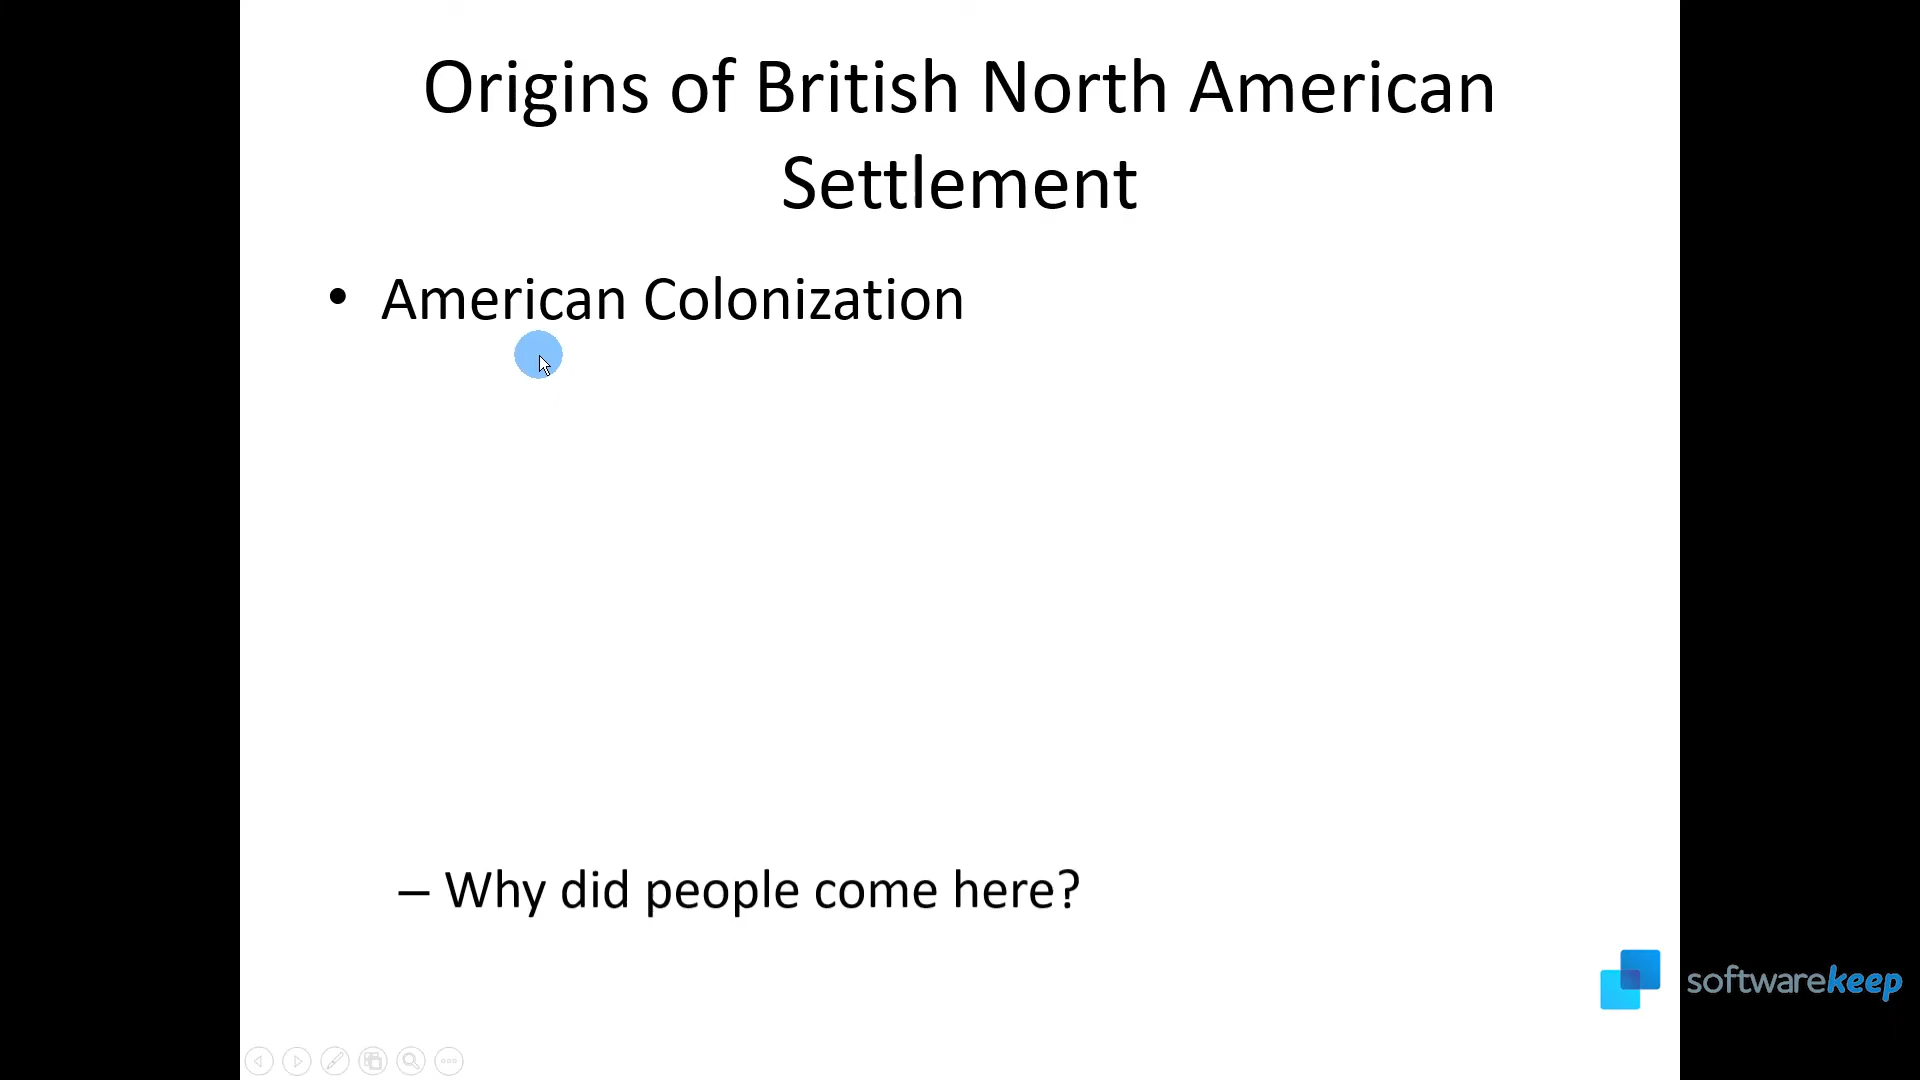 Origins of British North American
Settlement
• American Colonization
– Why did people come here?
softwarekeep